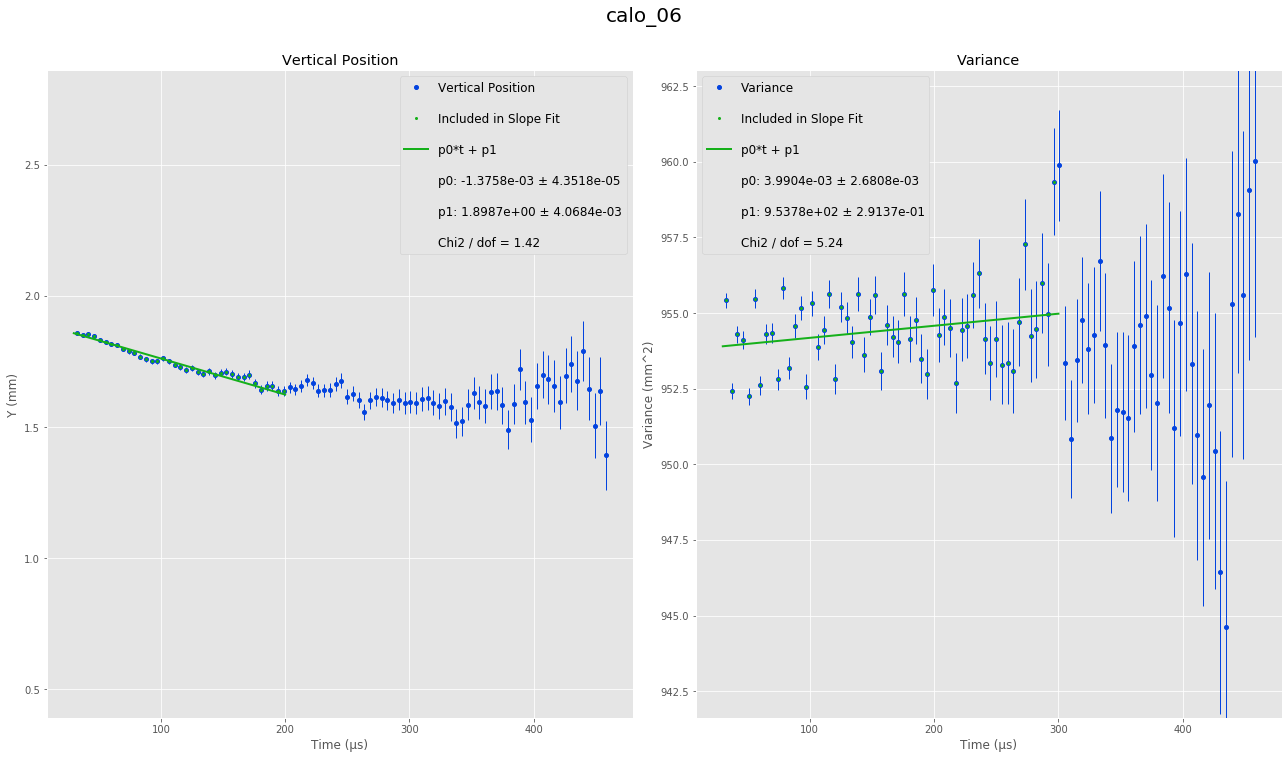 calo_06
Vertical Position
Vertical Position
Included in Slope Fit
p0*t + p1
p0: -1.3758e-03 ± 4.3518e-05
p1: 1.8987e+00 ± 4.0684e-03
Chi2 / dof = 1.42
Y (mm)
2.5
2.0
1.5
1.0
0.5
100
200
300
400
Time (μs)
Variance
Variance
Included in Slope Fit
p0*t + p1
p0: 3.9904e-03 ± 2.6808e-03
p1: 9.5378e+02 ± 2.9137e-01
Chi2 / dof = 5.24
Variance (mm^2)
962.5
960.0
957.5
955.0
952.5
950.0
947.5
945.0
942.5
100
200
300
400
Time (μs)